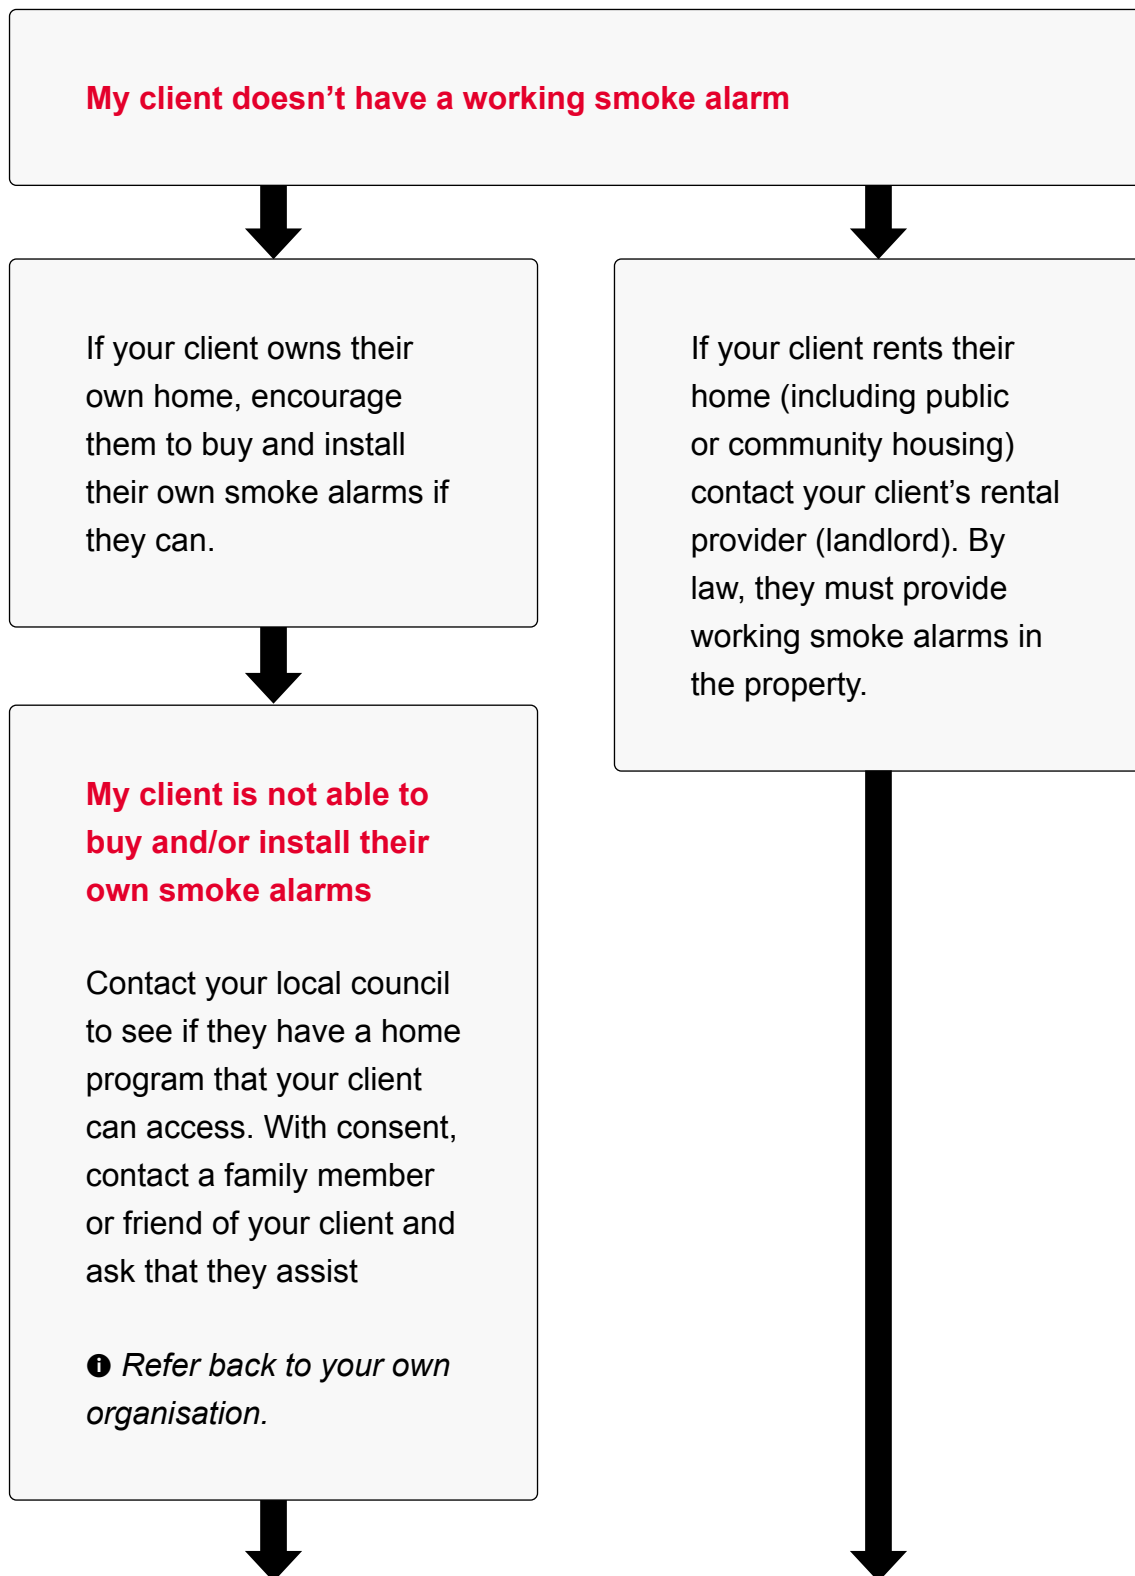 My client doesn’t have a working smoke alarm
If your client owns their
own home, encourage
them to buy and install
their own smoke alarms if
they can.
If your client rents their
home (including public
or community housing)
contact your client’s rental
provider (landlord). By
law, they must provide
working smoke alarms in
the property.
My client is not able to
buy and/or install their
own smoke alarms
Contact your local council
to see if they have a home
program that your client
can access. With consent,
contact a family member
or friend of your client and
ask that they assist
ℹ Refer back to your own
organisation.